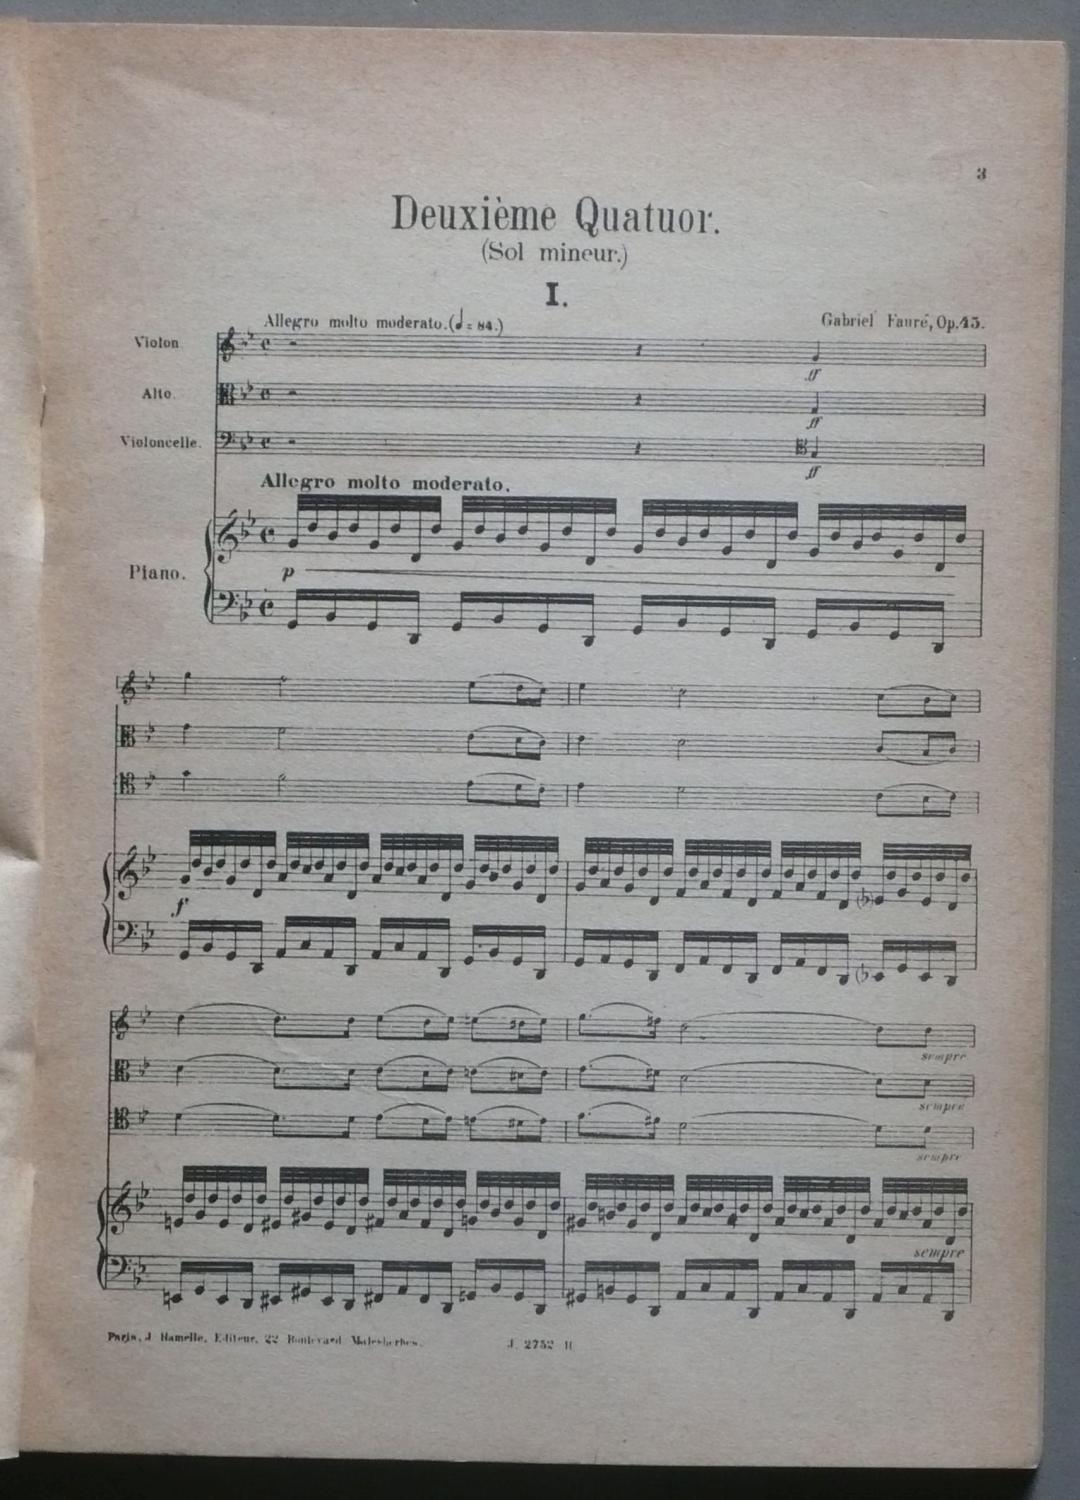 3
Deuxième Quatuor.
(Sol mineur.)
I.
Allegro molto moderato. (♩ = 84.)
Gabriel Fauré, Op. 45.
Violon
Alto.
Violoncelle.
ff
ff
ff
Allegro molto moderato.
Piano.
p
f
sempre
sempre
sempre
sempre
Paris, J. Hamelle, Editeur, 22 Boulevard Malesherbes.
J. 2752 H